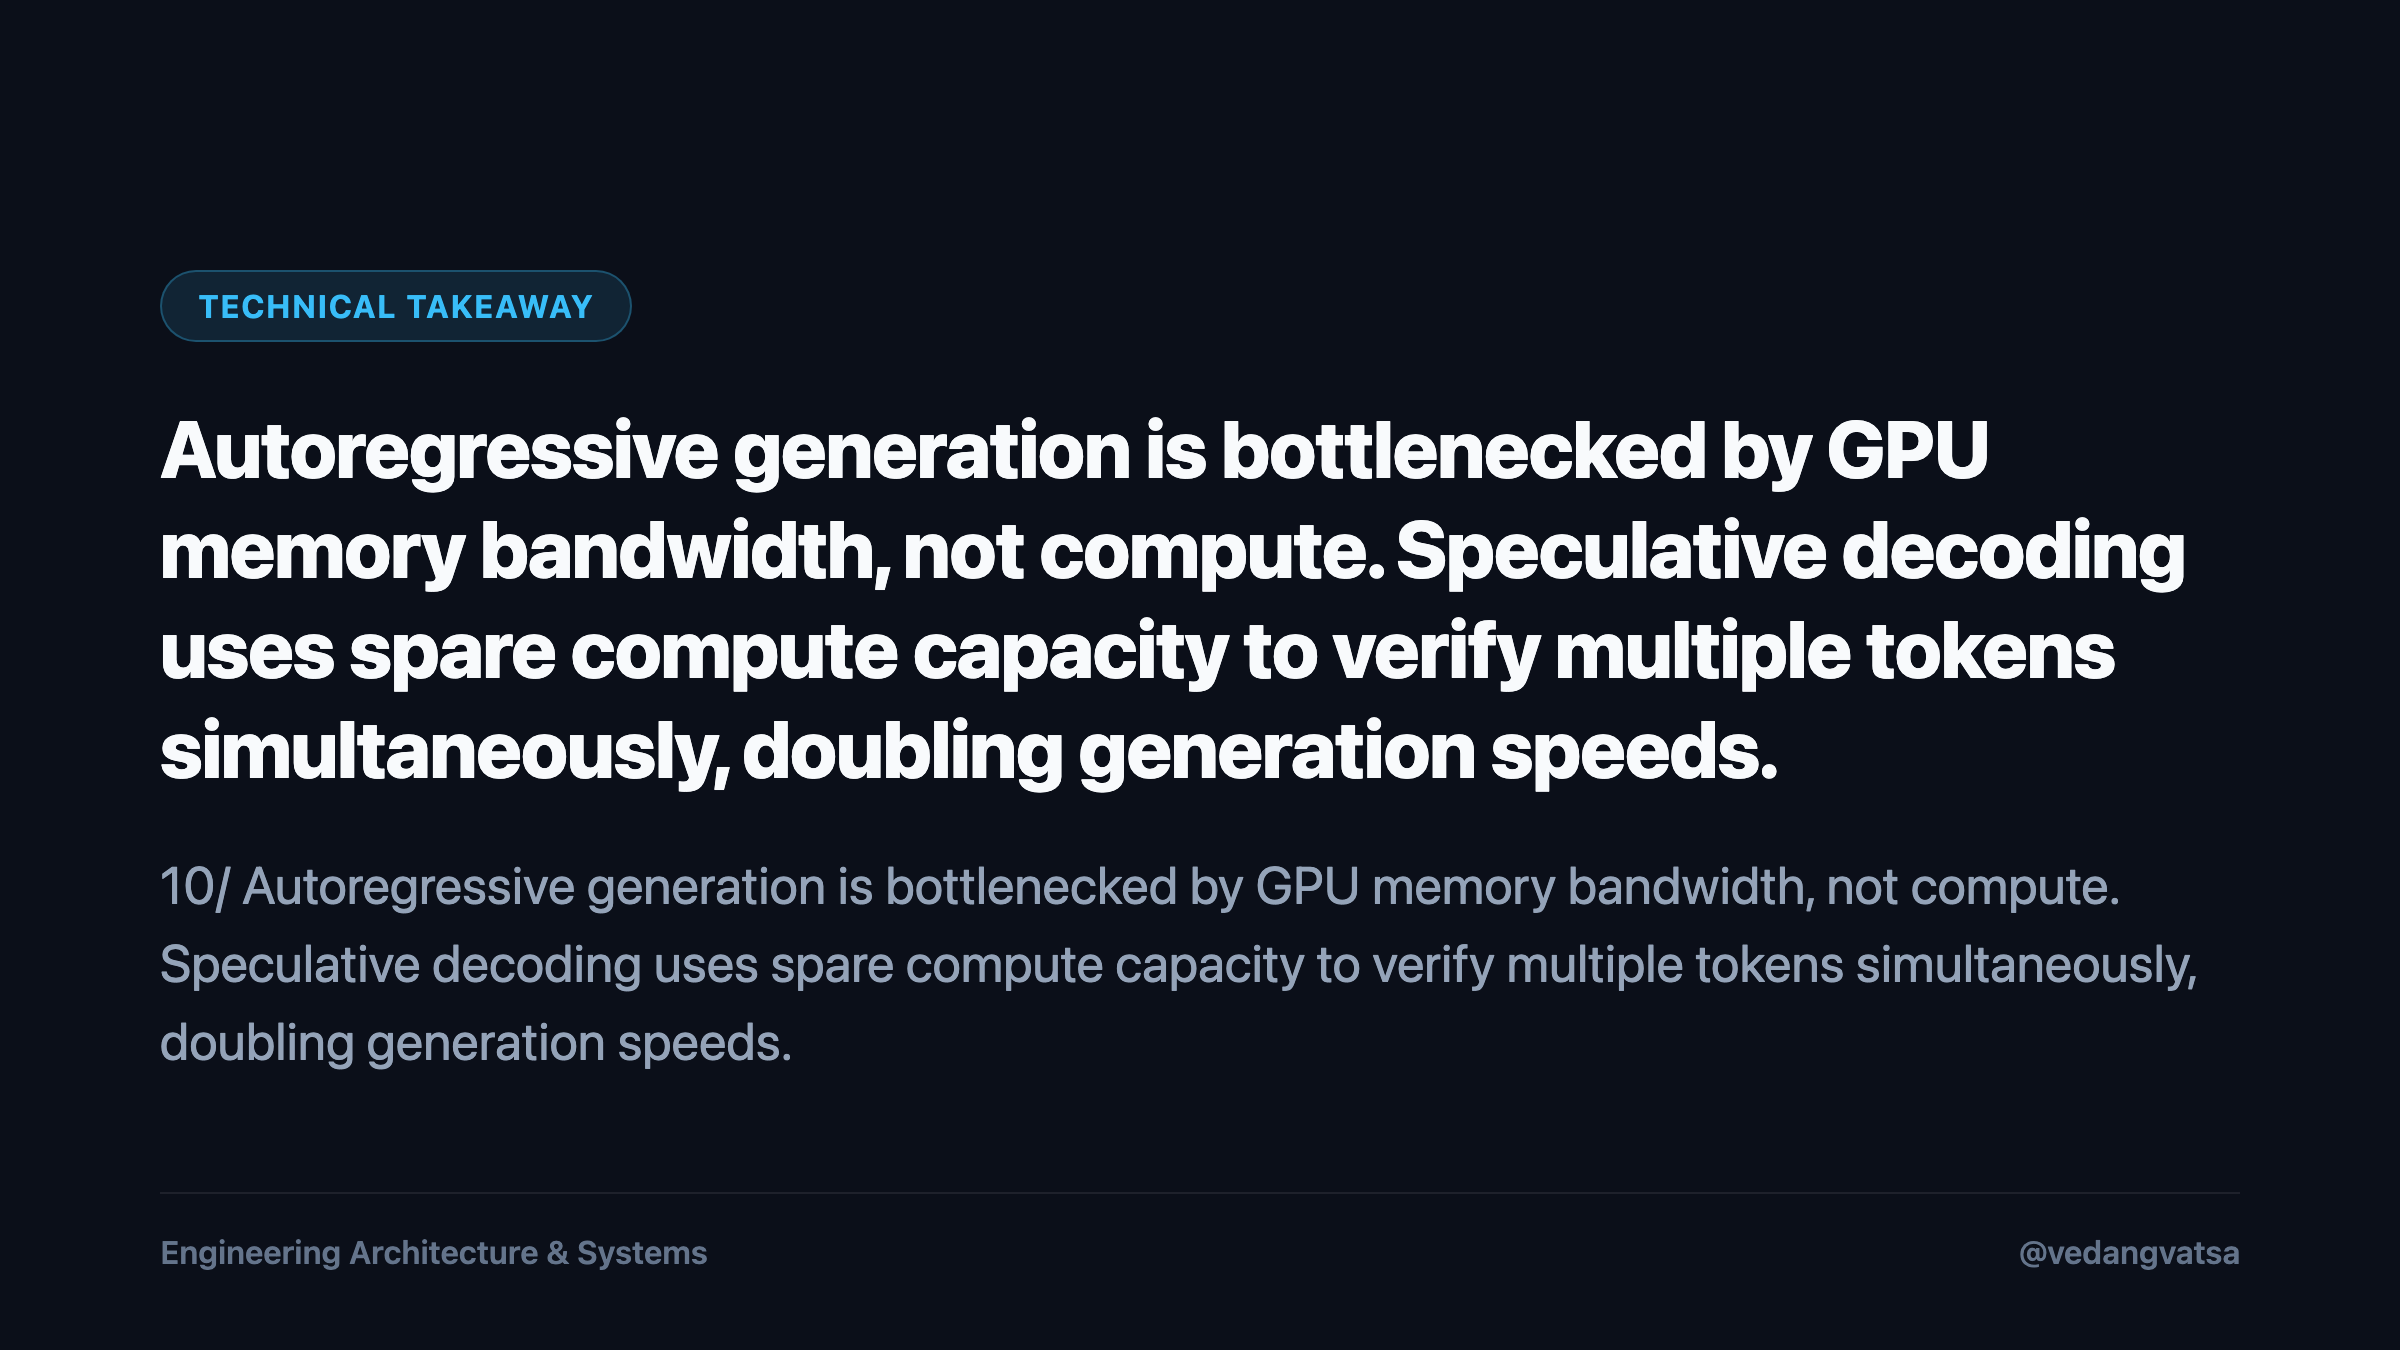 TECHNICAL TAKEAWAY
Autoregressive generation is bottlenecked by GPU
memory bandwidth, not compute. Speculative decoding
uses spare compute capacity to verify multiple tokens
simultaneously, doubling generation speeds.
10/ Autoregressive generation is bottlenecked by GPU memory bandwidth, not compute.
Speculative decoding uses spare compute capacity to verify multiple tokens simultaneously,
doubling generation speeds.
Engineering Architecture & Systems
@vedangvatsa